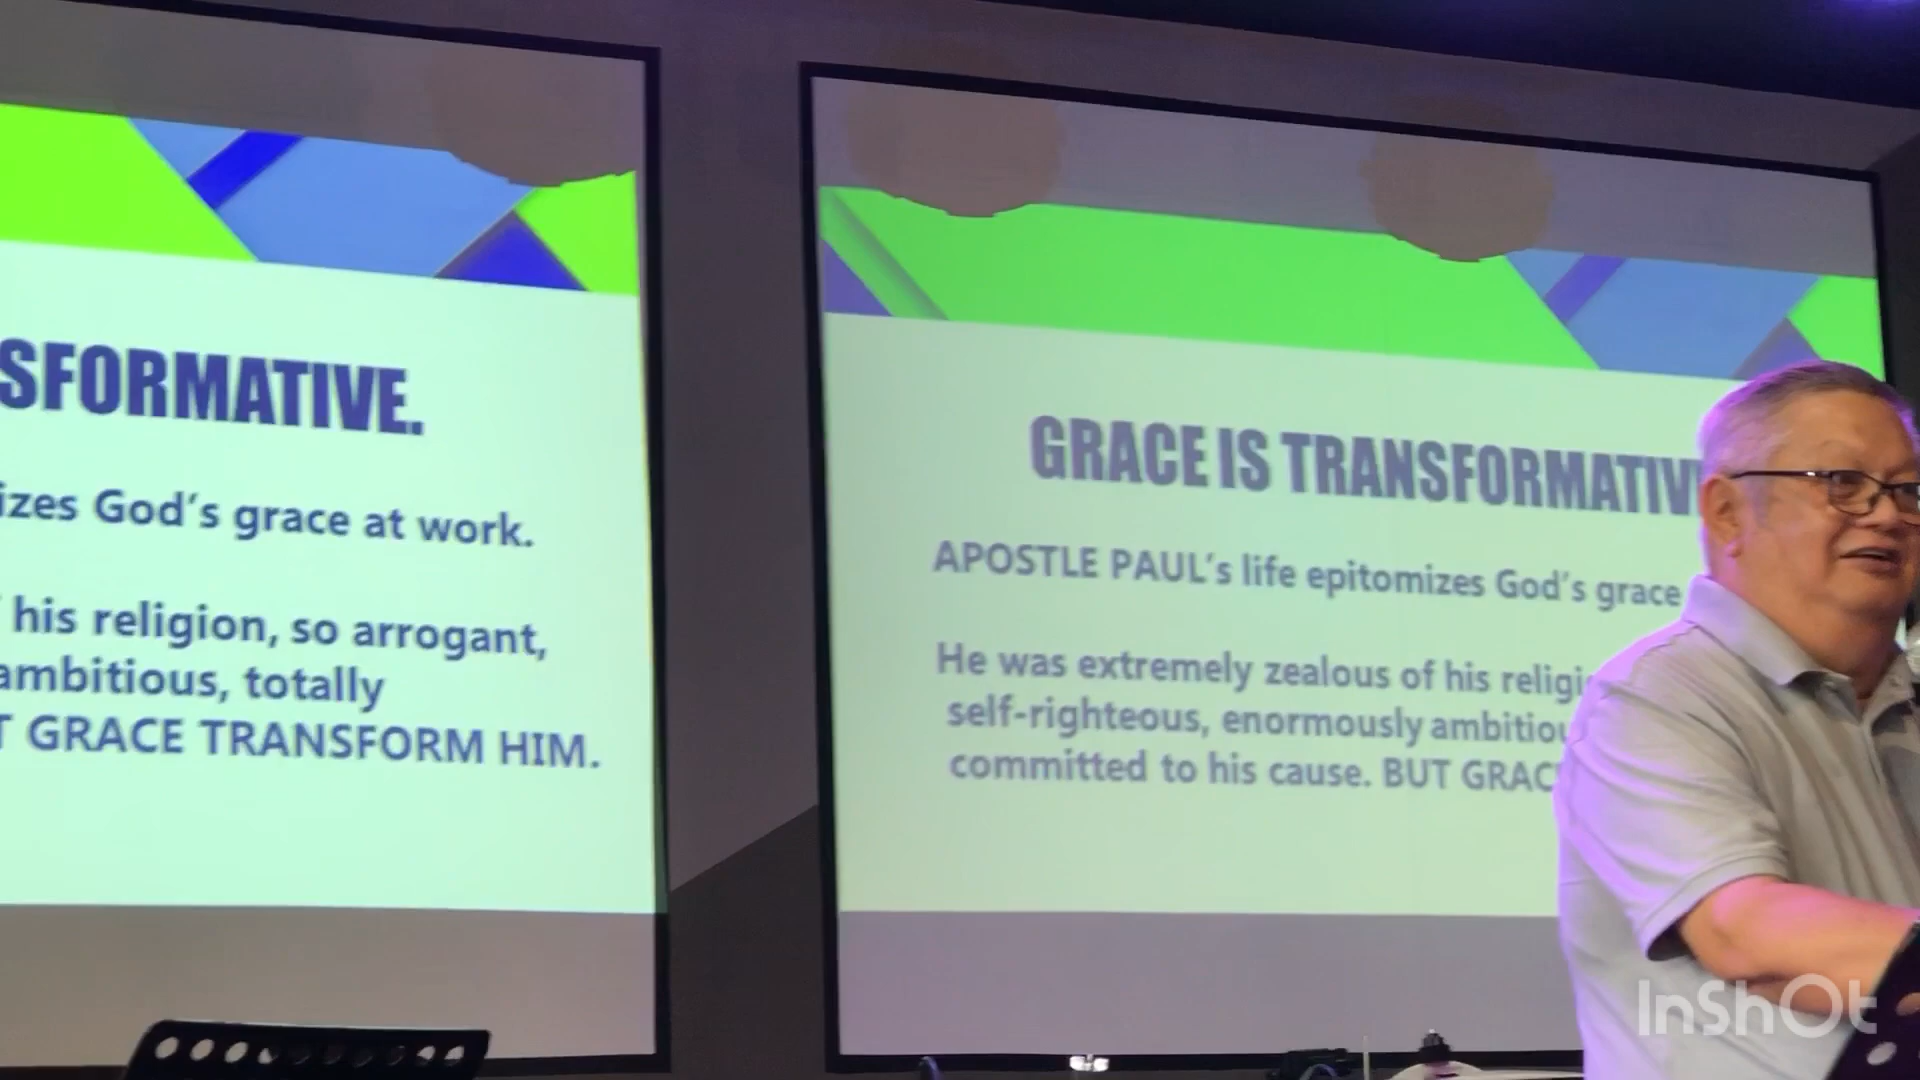 SFORMATIVE.
izes God's grace at work.
his religion, so arrogant,
ambitious, totally
T GRACE TRANSFORM HIM.
GRACE IS TRANSFORMATIV
APOSTLE PAUL's life epitomizes God's grace
He was extremely zealous of his religi
self-righteous, enormously ambitiou
committed to his cause. BUT GRAC
InShOt